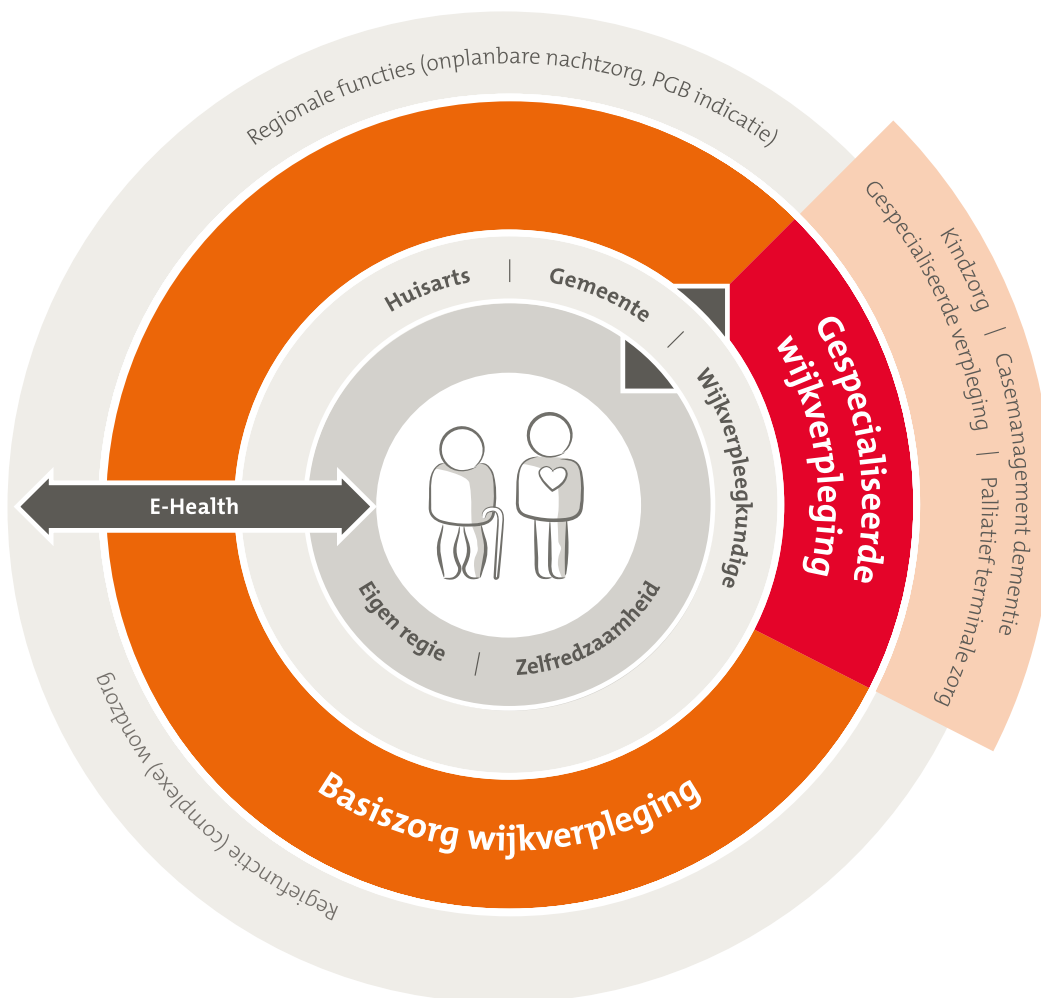 Regionale functies (onplanbare nachtzorg, PGB indicatie)
Kindzorg | Casemanagement dementie
Gespecialiseerde verpleging | Palliatief terminale zorg
Gespecialiseerde
wijkverpleging
Huisarts | Gemeente | Wijkverpleegkundige
E-Health
Eigen regie | Zelfredzaamheid
Basiszorg wijkverpleging
Regiefunctie (complexe) wondzorg